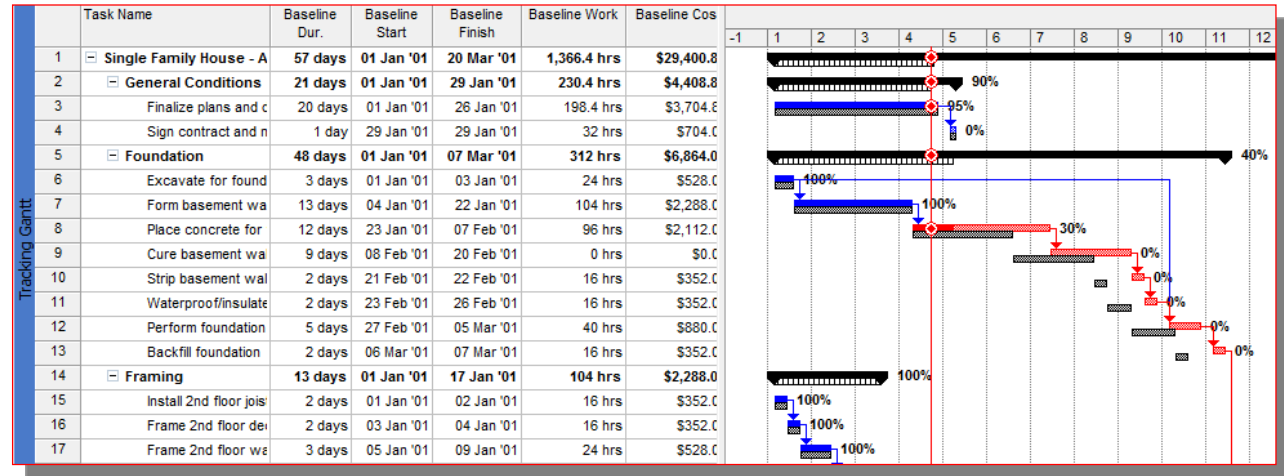 Task Name Baseline Dur. Baseline Start Baseline Finish Baseline Work Baseline Cos
-1 1 2 3 4 5 6 7 8 9 10 11 12
1 Single Family House - A 57 days 01 Jan '01 20 Mar '01 1,366.4 hrs $29,400.8
2 General Conditions 21 days 01 Jan '01 29 Jan '01 230.4 hrs $4,408.8 90%
3 Finalize plans and d 20 days 01 Jan '01 26 Jan '01 198.4 hrs $3,704.8 95%
4 Sign contract and n 1 day 29 Jan '01 29 Jan '01 32 hrs $704.0 0%
5 Foundation 48 days 01 Jan '01 07 Mar '01 312 hrs $6,864.0 40%
6 Excavate for found 3 days 01 Jan '01 03 Jan '01 24 hrs $528.0 100%
7 Form basement wa 13 days 04 Jan '01 22 Jan '01 104 hrs $2,288.0 100%
8 Place concrete for 12 days 23 Jan '01 07 Feb '01 96 hrs $2,112.0 30%
9 Cure basement wal 9 days 08 Feb '01 20 Feb '01 0 hrs $0.0 0%
10 Strip basement wal 2 days 21 Feb '01 22 Feb '01 16 hrs $352.0 0%
11 Waterproof/insulate 2 days 23 Feb '01 26 Feb '01 16 hrs $352.0 0%
12 Perform foundation 5 days 27 Feb '01 05 Mar '01 40 hrs $880.0 0%
13 Backfill foundation 2 days 06 Mar '01 07 Mar '01 16 hrs $352.0 0%
14 Framing 13 days 01 Jan '01 17 Jan '01 104 hrs $2,288.0 100%
15 Install 2nd floor jois 2 days 01 Jan '01 02 Jan '01 16 hrs $352.0 100%
16 Frame 2nd floor de 2 days 03 Jan '01 04 Jan '01 16 hrs $352.0 100%
17 Frame 2nd floor wa 3 days 05 Jan '01 09 Jan '01 24 hrs $528.0 100%
Tracking Gantt